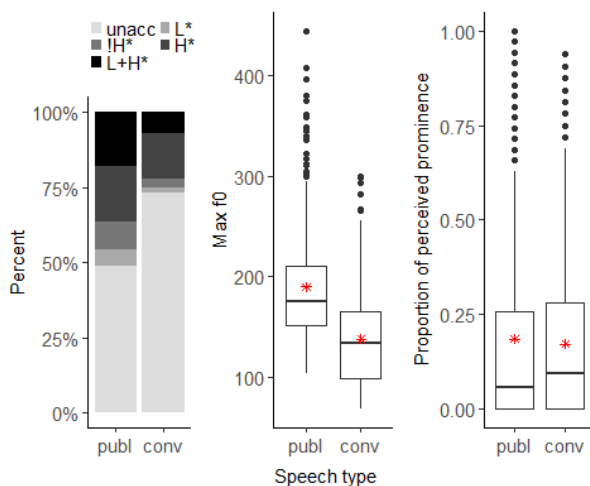 unacc L*
!H* H*
L+H*
Percent
100%
75%
50%
25%
0%
publ conv
Max f0
400
300
200
100
publ conv
Speech type
Proportion of perceived prominence
1.00
0.75
0.50
0.25
0.00
publ conv